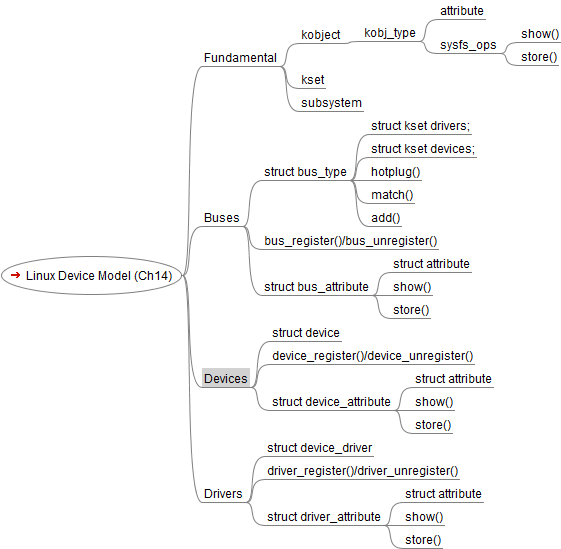 Linux Device Model (Ch14)
Fundamental
kobject
kobj_type
attribute
sysfs_ops
show()
store()
kset
subsystem
Buses
struct bus_type
struct kset drivers;
struct kset devices;
hotplug()
match()
add()
bus_register()/bus_unregister()
struct bus_attribute
struct attribute
show()
store()
Devices
struct device
device_register()/device_unregister()
struct device_attribute
struct attribute
show()
store()
Drivers
struct device_driver
driver_register()/driver_unregister()
struct driver_attribute
struct attribute
show()
store()